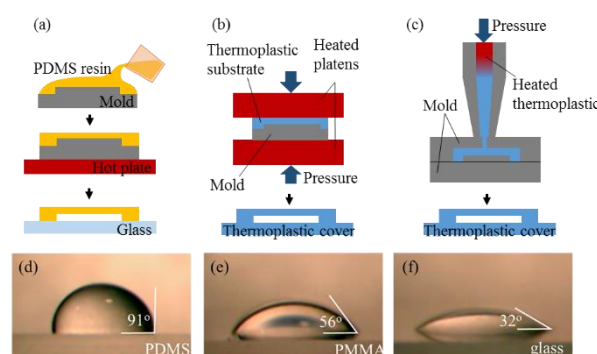 (a)
PDMS resin
Mold
Hot plate
Glass
(b)
Thermoplastic
substrate
Heated
platens
Mold
Pressure
Thermoplastic cover
(c)
Pressure
Heated
thermoplastic
Mold
Thermoplastic cover
(d)
91°
PDMS
(e)
56°
PMMA
(f)
32°
glass